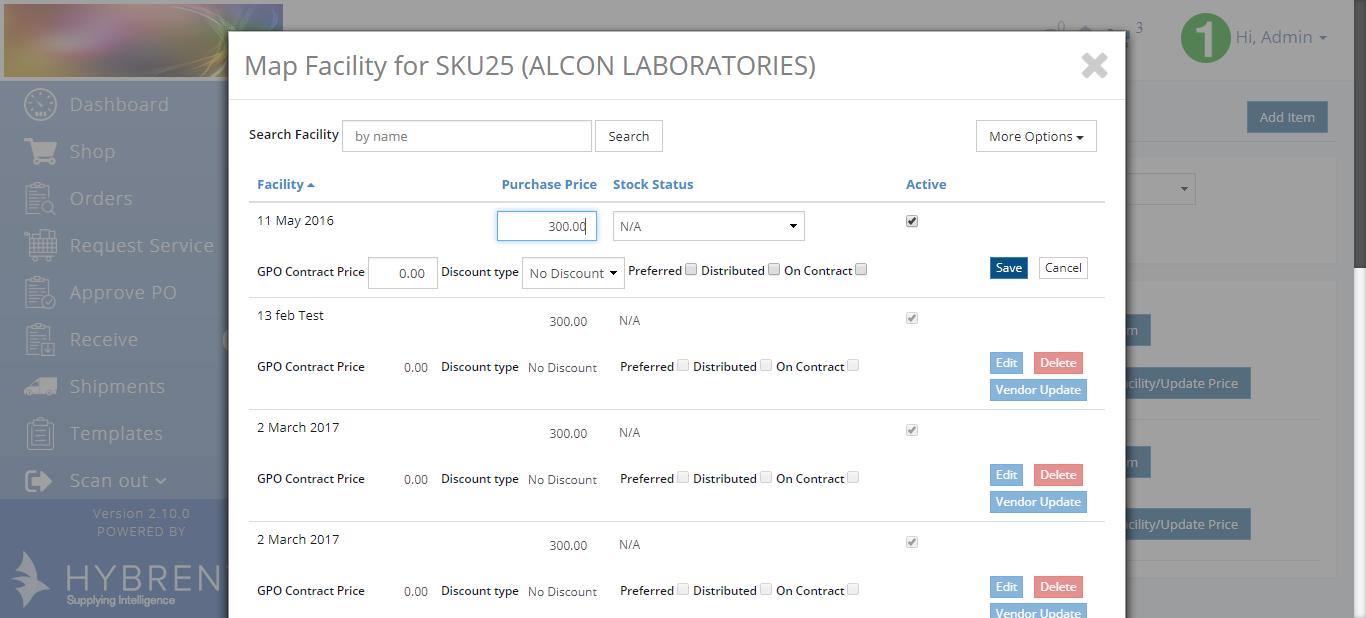 0
3
1
Hi, Admin
Map Facility for SKU25 (ALCON LABORATORIES)
Dashboard
Shop
Orders
Request Service
Approve PO
Receive
Shipments
Templates
Scan out
Version 2.10.0
POWERED BY
HYBREN
Supplying Intelligence
Add Item
Search Facility by name Search More Options
Facility Purchase Price Stock Status Active
11 May 2016 300.00 N/A
GPO Contract Price 0.00 Discount type No Discount Preferred Distributed On Contract Save Cancel
13 feb Test 300.00 N/A
GPO Contract Price 0.00 Discount type No Discount Preferred Distributed On Contract Edit Delete
Vendor Update
2 March 2017 300.00 N/A
GPO Contract Price 0.00 Discount type No Discount Preferred Distributed On Contract Edit Delete
Vendor Update
2 March 2017 300.00 N/A
GPO Contract Price 0.00 Discount type No Discount Preferred Distributed On Contract Edit Delete
Vendor Update
m
cility/Update Price
m
cility/Update Price